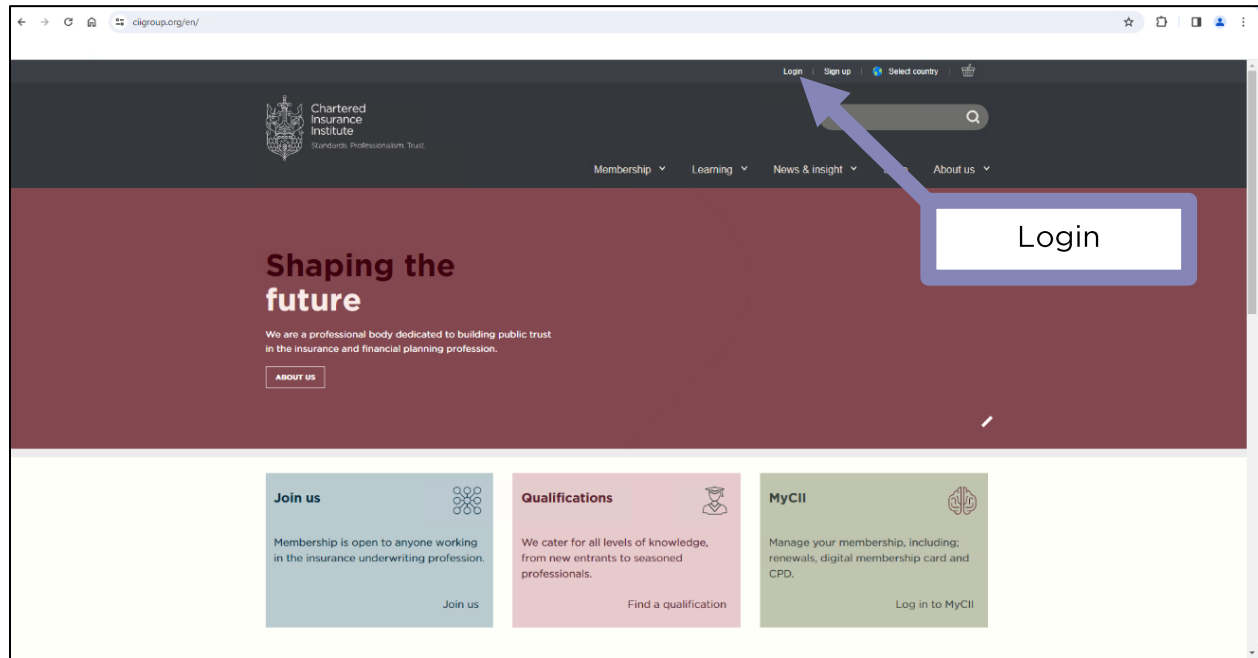 ciigroup.org/en/
Login
Sign up
Select country
Chartered
Insurance
Institute
Standards. Professionalism. Trust.
Membership
Learning
News & insight
About us
Login
Shaping the
future
We are a professional body dedicated to building public trust
in the insurance and financial planning profession.
ABOUT US
Join us
Membership is open to anyone working
in the insurance underwriting profession.
Join us
Qualifications
We cater for all levels of knowledge,
from new entrants to seasoned
professionals.
Find a qualification
MyCII
Manage your membership, including;
renewals, digital membership card and
CPD.
Log in to MyCII